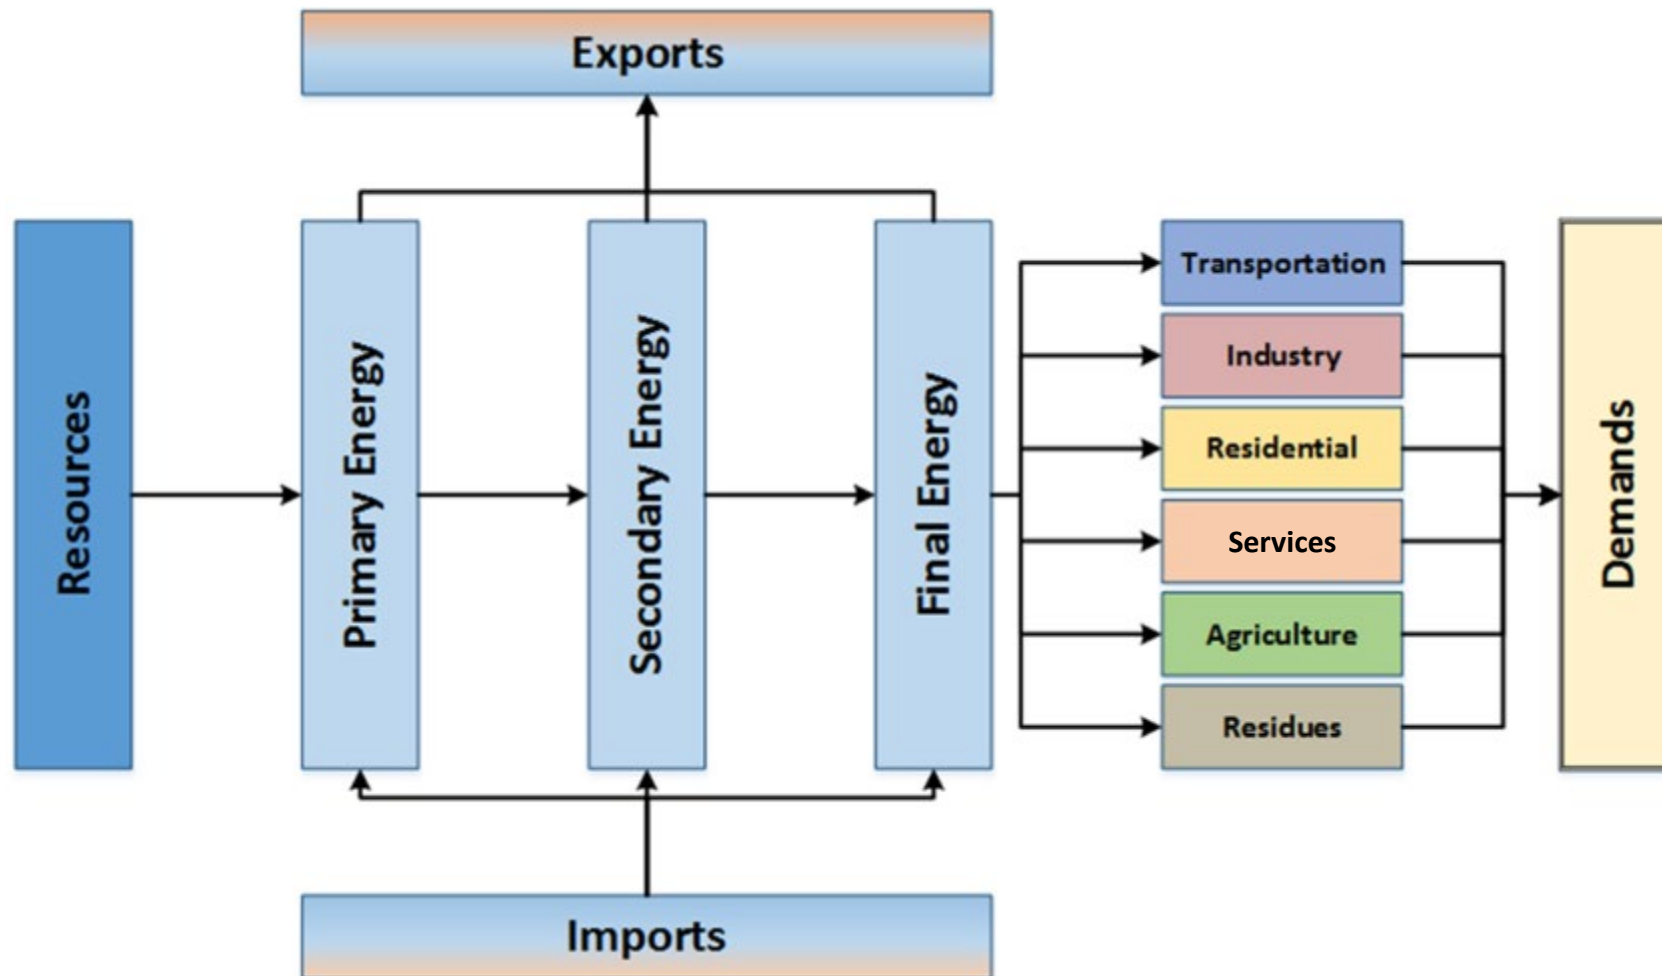 Exports
Resources
Primary Energy
Secondary Energy
Final Energy
Transportation
Industry
Residential
Services
Agriculture
Residues
Demands
Imports